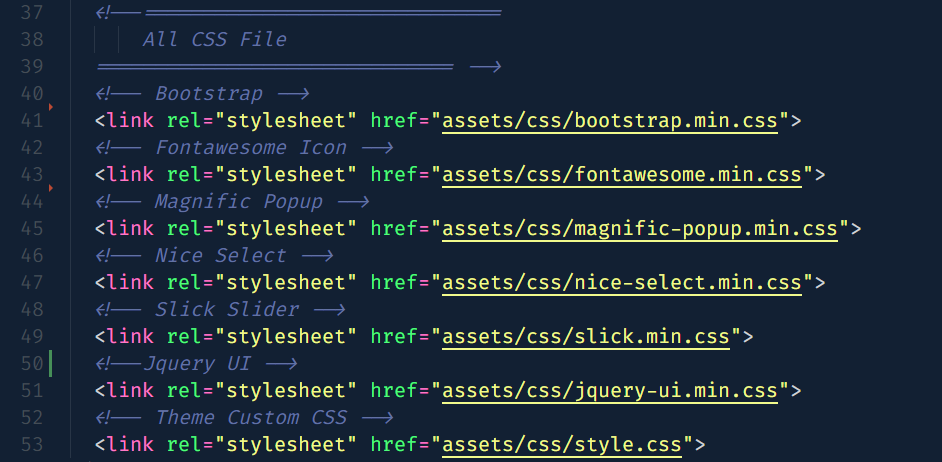 37 <!--==============================
38 All CSS File
39 ============================== -->
40 <!-- Bootstrap -->
41 <link rel="stylesheet" href="assets/css/bootstrap.min.css">
42 <!-- Fontawesome Icon -->
43 <link rel="stylesheet" href="assets/css/fontawesome.min.css">
44 <!-- Magnific Popup -->
45 <link rel="stylesheet" href="assets/css/magnific-popup.min.css">
46 <!-- Nice Select -->
47 <link rel="stylesheet" href="assets/css/nice-select.min.css">
48 <!-- Slick Slider -->
49 <link rel="stylesheet" href="assets/css/slick.min.css">
50 <!--Jquery UI -->
51 <link rel="stylesheet" href="assets/css/jquery-ui.min.css">
52 <!-- Theme Custom CSS -->
53 <link rel="stylesheet" href="assets/css/style.css">